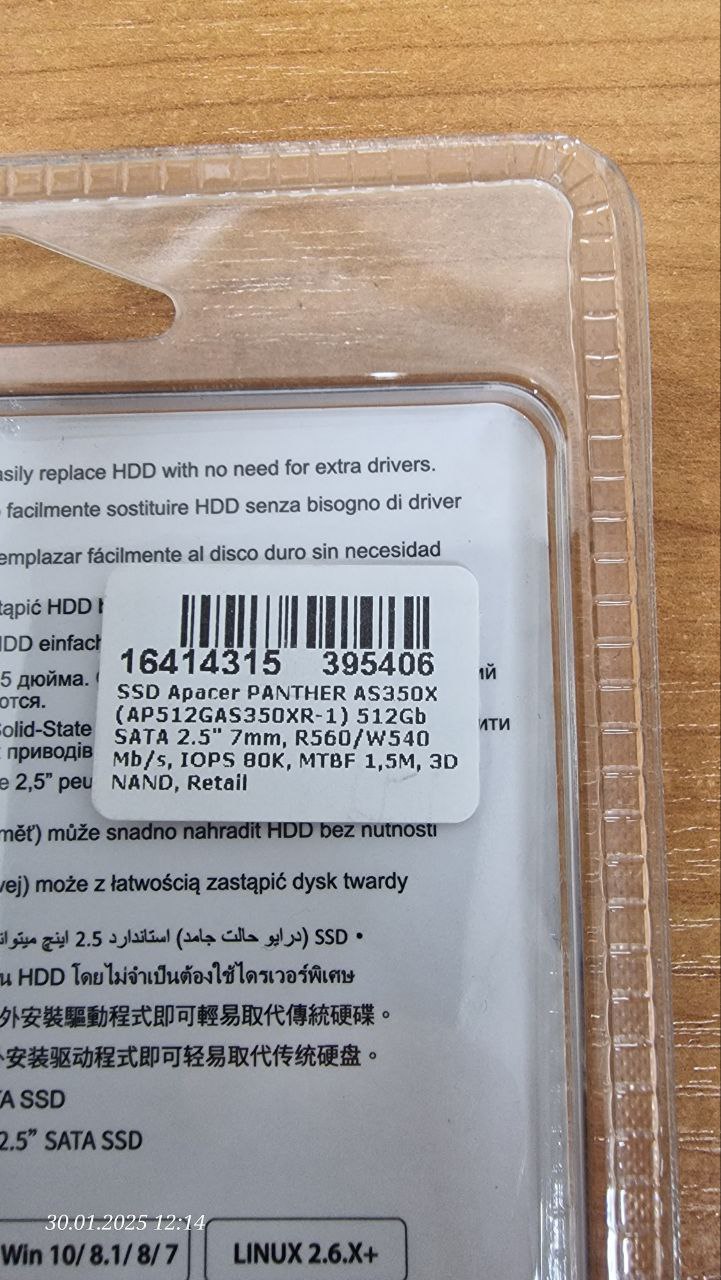 asily replace HDD with no need for extra drivers.
facilmente sostituire HDD senza bisogno di driver
emplazar fácilmente al disco duro sin necesidad
tąpić HDD
HDD einfach
16414315 395406
SSD Apacer PANTHER AS350X
(AP512GAS350XR-1) 512Gb
SATA 2.5" 7mm, R560/W540
Mb/s, IOPS 80K, MTBF 1,5M, 3D
NAND, Retail
5 дюйма.
ий
отся.
Solid-State
ити
приводів
e 2,5” peu
měť) může snadno nahradit HDD bez nutnosti
ej) może z łatwością zastąpić dysk twardy
• SSD (درایو حالت جامد) استاندارد 2.5 اینچ میتواند
น HDD โดยไม่จำเป็นต้องใช้ไดรเวอร์พิเศษ
外安裝驅動程式即可輕易取代傳統硬碟。
外安装驱动程式即可轻易取代传统硬盘。
TA SSD
2.5” SATA SSD
30.01.2025 12:14
Win 10/ 8.1/ 8/ 7
LINUX 2.6.X+